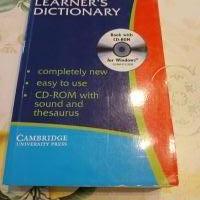 LEARNER'S
DICTIONARY
Book with
CD-ROM
for Windows
• completely new
• easy to use
• CD-ROM with
sound and
thesaurus
CAMBRIDGE
UNIVERSITY PRESS